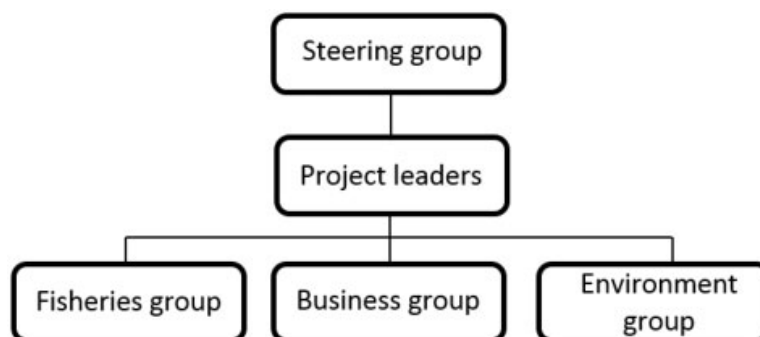 Steering group
Project leaders
Fisheries group
Business group
Environment
group